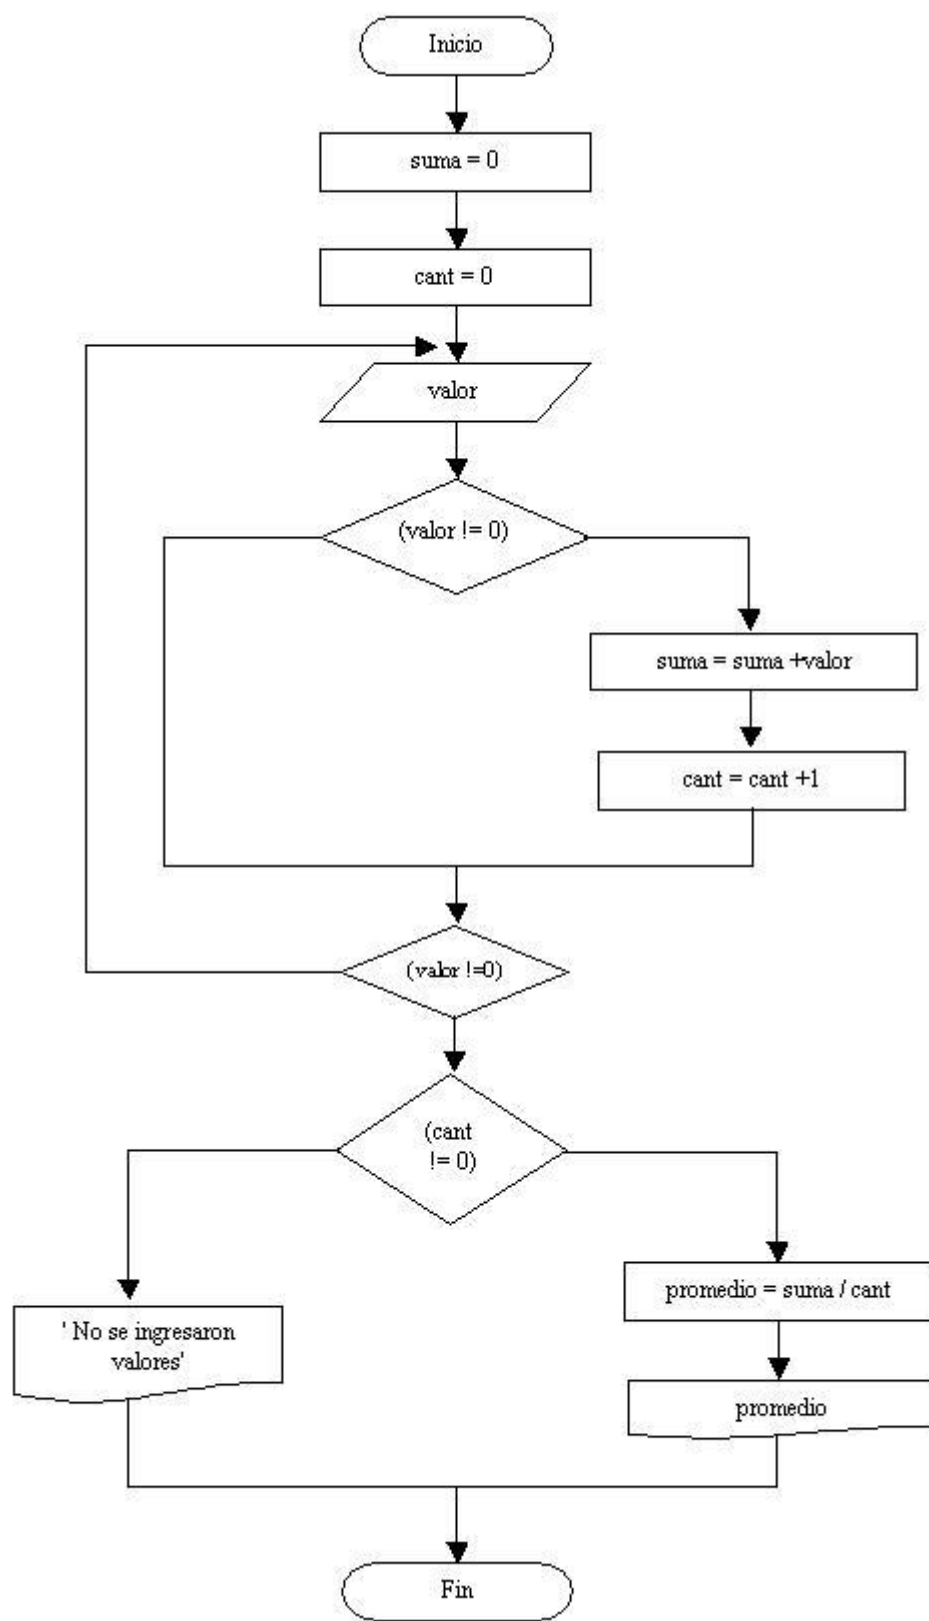 Inicio
suma = 0
cant = 0
valor
(valor != 0)
suma = suma +valor
cant = cant +1
(valor !=0)
(cant
!= 0)
' No se ingresaron
valores'
promedio = suma / cant
promedio
Fin